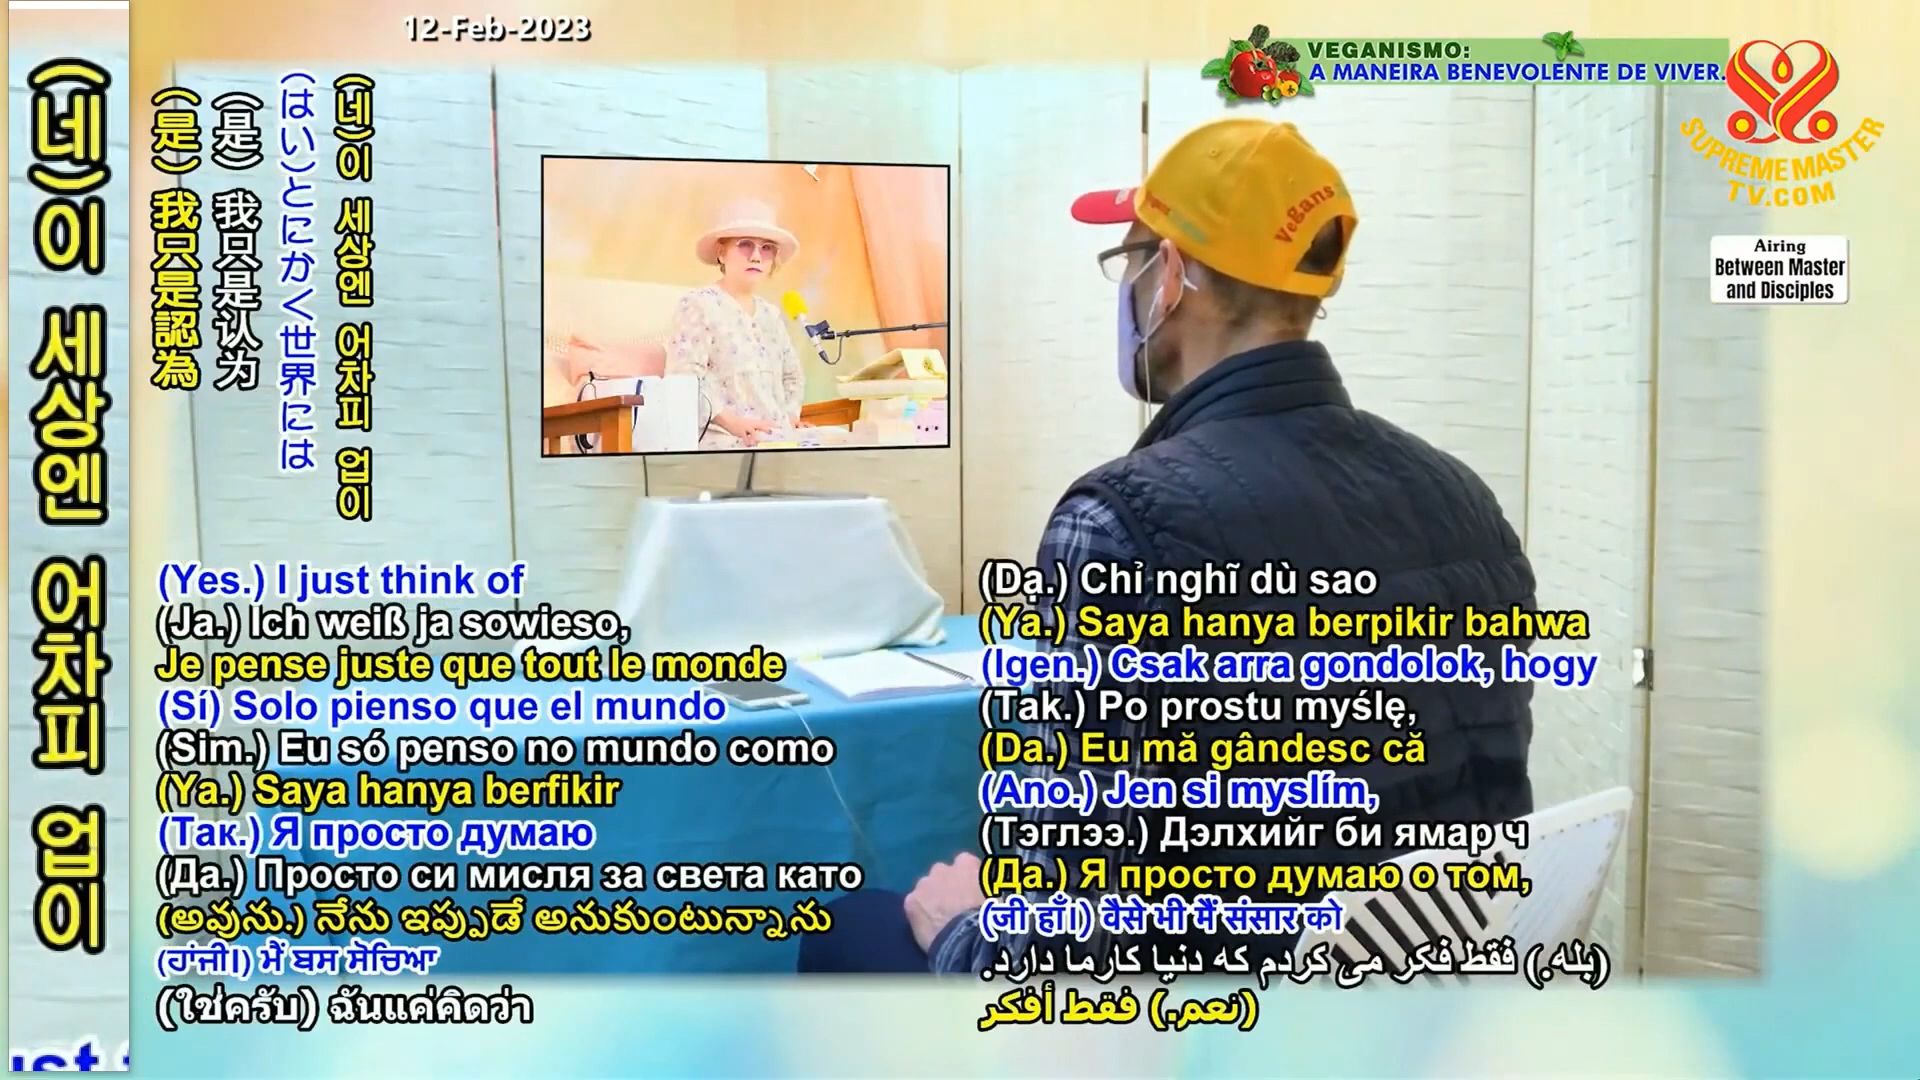 12-Feb-2023
VEGANISMO:
A MANEIRA BENEVOLENTE DE VIVER.
SUPREME MASTER
TV.COM
Airing
Between Master
and Disciples
Vegans
(네)이 세상엔 어차피 업이
(네)이 세상엔 어차피 업이
(はい)とにかく世界には
(是) 我只是认为
(是) 我只是認為
(Yes.) I just think of
(Ja.) Ich weiß ja sowieso,
Je pense juste que tout le monde
(Sí) Solo pienso que el mundo
(Sim.) Eu só penso no mundo como
(Ya.) Saya hanya berfikir
(Так.) Я просто думаю
(Да.) Просто си мисля за света като
(అవును.) నేను ఇప్పుడే అనుకుంటున్నాను
(ਹਾਂਜੀ।) ਮੈਂ ਬਸ ਸੋਚਿਆ
(ใช่ครับ) ฉันแค่คิดว่า
(Dạ.) Chỉ nghĩ dù sao
(Ya.) Saya hanya berpikir bahwa
(Igen.) Csak arra gondolok, hogy
(Tak.) Po prostu myślę,
(Da.) Eu mă gândesc că
(Ano.) Jen si myslím,
(Тэглээ.) Дэлхийг би ямар ч
(Да.) Я просто думаю о том,
(जी हाँ।) वैसे भी मैं संसार को
(بله.) فقط فکر می کردم که دنیا کارما دارد.
(نعم.) فقط أفكر